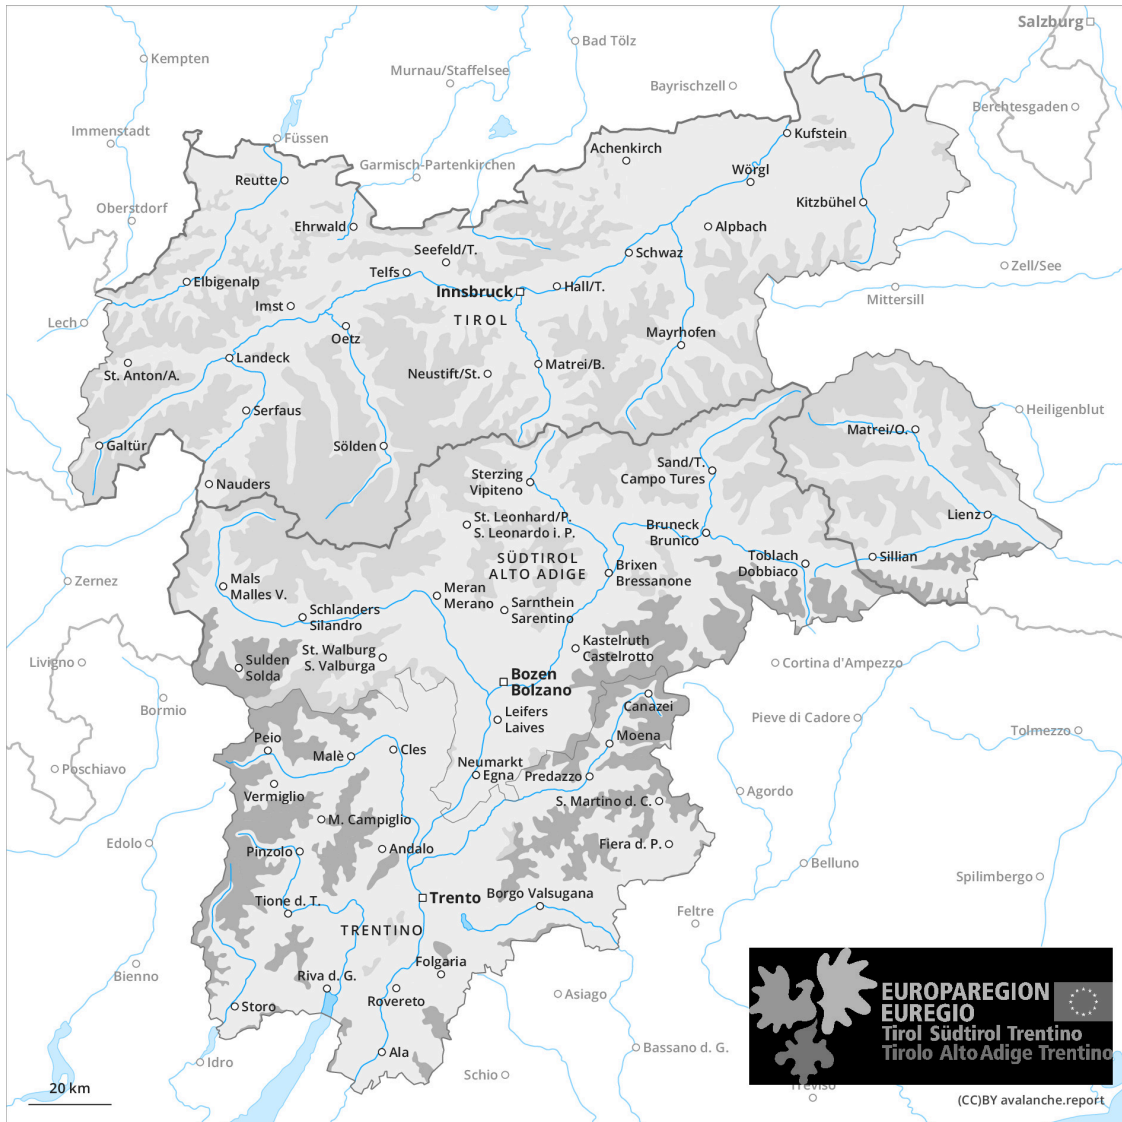 Salzburg
Bad Tölz
Kempten
Murnau/Staffelsee
Bayrischzell
Berchtesgaden
Immenstadt
Füssen
Kufstein
Achenkirch
Garmisch-Partenkirchen
Wörgl
Reutte
Kitzbühel
Oberstdorf
Ehrwald
Alpbach
Seefeld/T.
Schwaz
Zell/See
Telfs
Elbigenalp
Hall/T.
Innsbruck
Mittersill
Imst
TIROL
Lech
Mayrhofen
Oetz
Landeck
Matrei/B.
St. Anton/A.
Neustift/St.
Serfaus
Heiligenblut
Matrei/O.
Galtür
Sölden
Sand/T.
Campo Tures
Sterzing
Vipiteno
Nauders
Lienz
St. Leonhard/P.
S. Leonardo i. P.
Bruneck
Brunico
SÜDTIROL
ALTO ADIGE
Toblach
Dobbiaco
Sillian
Brixen
Bressanone
Zernez
Mals
Malles V.
Meran
Merano
Sarnthein
Sarentino
Schlanders
Silandro
Kastelruth
Castelrotto
St. Walburg
S. Valburga
Livigno
Sulden
Solda
Cortina d'Ampezzo
Bozen
Bolzano
Bormio
Canazei
Leifers
Laives
Pieve di Cadore
Tolmezzo
Moena
Peio
Cles
Malè
Neumarkt
Egna
Poschiavo
Predazzo
Vermiglio
Agordo
S. Martino d. C.
M. Campiglio
Edolo
Fiera d. P.
Pinzolo
Andalo
Belluno
Spilimbergo
Borgo Valsugana
Trento
Tione d. T.
Feltre
TRENTINO
Folgaria
Bienno
Riva d. G.
Asiago
Rovereto
Storo
EUROPAREGION
EUREGIO
Tirol Südtirol Trentino
Tirolo Alto Adige Trentino
Bassano d. G.
Ala
Idro
Schio
Treviso
20 km
(CC)BY avalanche.report